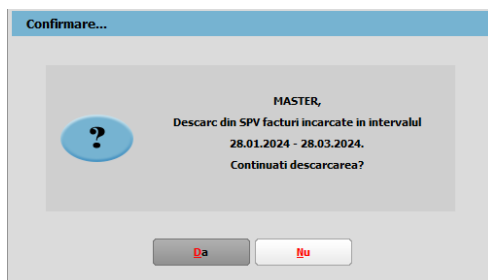 Confirmare...
?
MASTER,
Descarc din SPV facturi incarcate in intervalul
28.01.2024 - 28.03.2024.
Continuati descarcarea?
Da
Nu